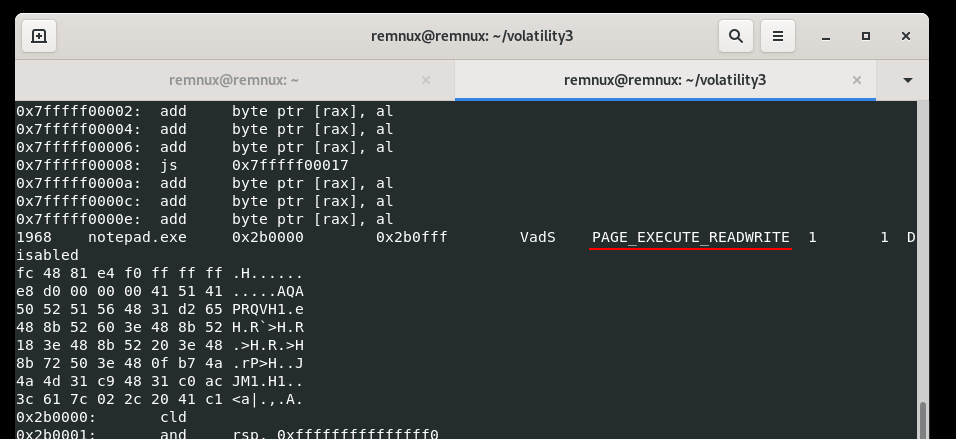 remnux@remnux: ~/volatility3
remnux@remnux: ~
remnux@remnux: ~/volatility3
0x7fffff00002:  add     byte ptr [rax], al
0x7fffff00004:  add     byte ptr [rax], al
0x7fffff00006:  add     byte ptr [rax], al
0x7fffff00008:  js      0x7fffff00017
0x7fffff0000a:  add     byte ptr [rax], al
0x7fffff0000c:  add     byte ptr [rax], al
0x7fffff0000e:  add     byte ptr [rax], al
1968    notepad.exe     0x2b0000        0x2b0fff        VadS    PAGE_EXECUTE_READWRITE  1       1  D
isabled
fc 48 81 e4 f0 ff ff ff .H......
e8 d0 00 00 00 41 51 41 .....AQA
50 52 51 56 48 31 d2 65 PRQVH1.e
48 8b 52 60 3e 48 8b 52 H.R`>H.R
18 3e 48 8b 52 20 3e 48 .>H.R.>H
8b 72 50 3e 48 0f b7 4a .rP>H..J
4a 4d 31 c9 48 31 c0 ac JM1.H1..
3c 61 7c 02 2c 20 41 c1 <a|.,.A.
0x2b0000:       cld
0x2b0001:       and     rsp, 0xfffffffffffffff0